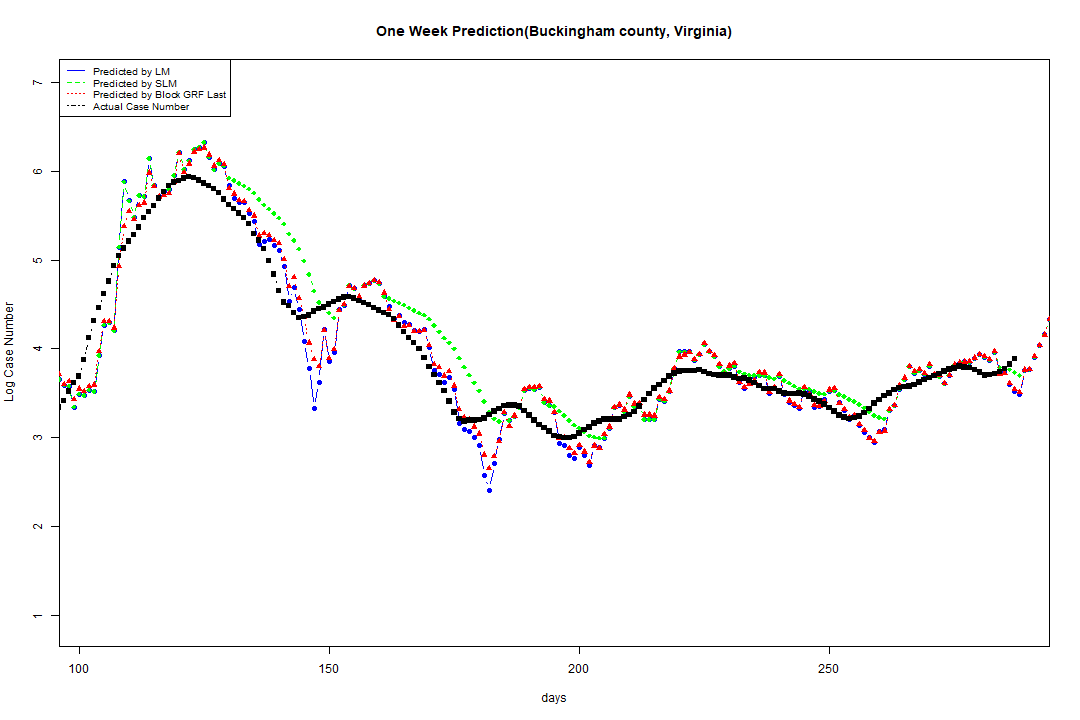 One Week Prediction(Buckingham county, Virginia)
Predicted by LM
Predicted by SLM
Predicted by Block GRF Last
Actual Case Number
7
6
5
4
3
2
1
Log Case Number
100 150 200 250
days